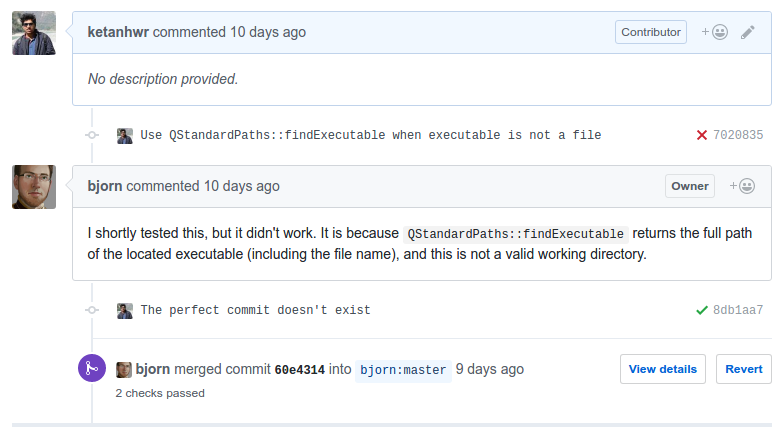 ketanhwr commented 10 days ago
Contributor
No description provided.
Use QStandardPaths::findExecutable when executable is not a file
7020835
bjorn commented 10 days ago
Owner
I shortly tested this, but it didn't work. It is because QStandardPaths::findExecutable returns the full path
of the located executable (including the file name), and this is not a valid working directory.
The perfect commit doesn't exist
8db1aa7
bjorn merged commit 60e4314 into bjorn:master 9 days ago
View details
Revert
2 checks passed